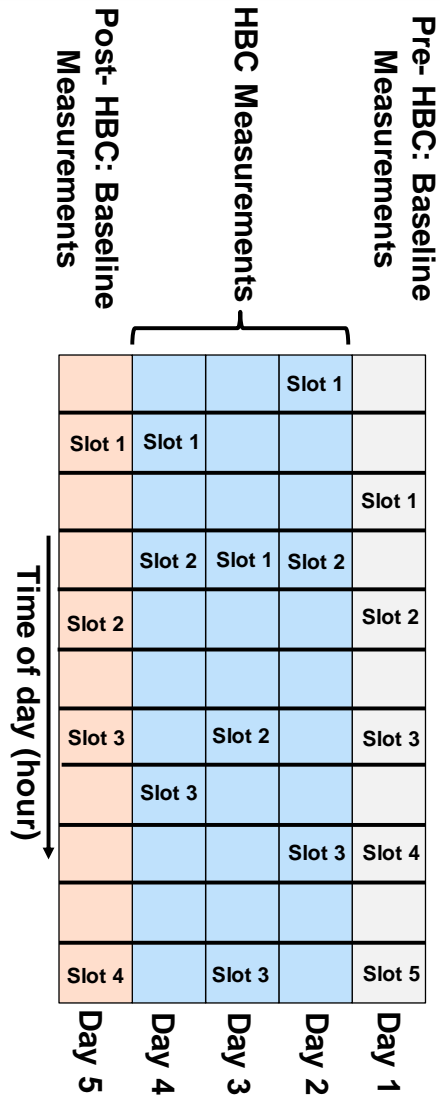 Pre- HBC: Baseline
Measurements
Slot 1 Slot 2 Slot 3 Slot 4 Slot 5 Day 1
Slot 1 Slot 2 Slot 3 Day 2
HBC Measurements
Slot 1 Slot 2 Slot 3 Day 3
Slot 1 Slot 2 Slot 3 Day 4
Post- HBC: Baseline
Measurements
Slot 1 Slot 2 Slot 3 Slot 4 Day 5
Time of day (hour)